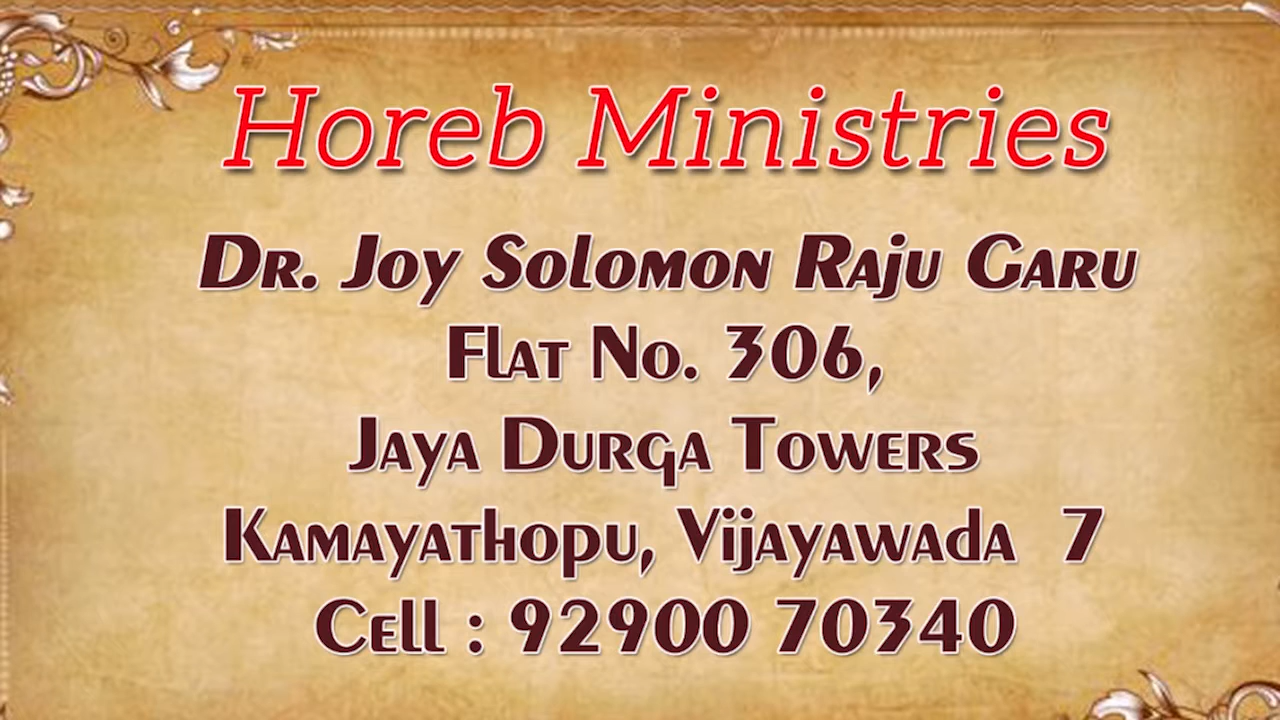 Horeb Ministries
Dr. Joy Solomon Raju Garu
Flat No. 306,
Jaya Durga Towers
Kamayathopu, Vijayawada 7
Cell : 92900 70340